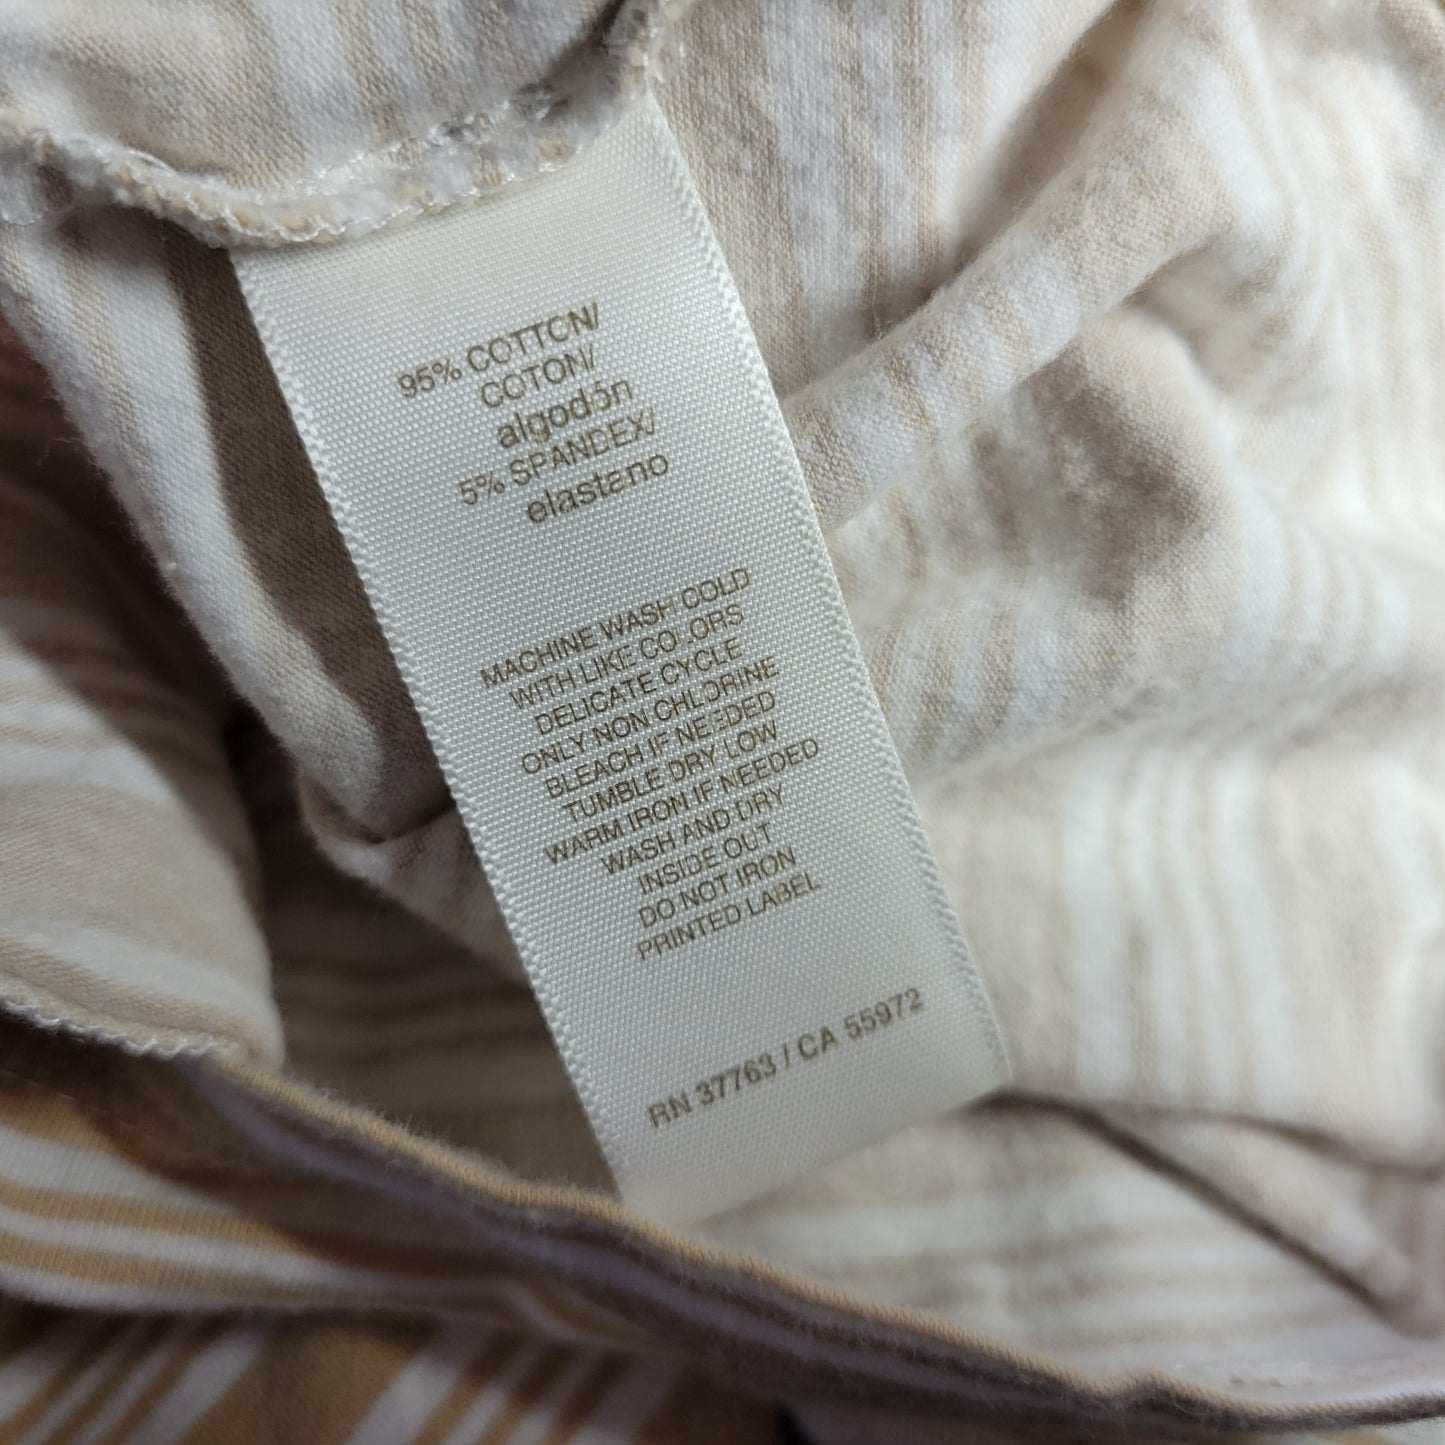 95% COTTON/
COTON/
algodón
5% SPANDEX/
elastano
MACHINE WASH COLD
WITH LIKE COLORS
DELICATE CYCLE
ONLY NON CHLORINE
BLEACH IF NEEDED
TUMBLE DRY LOW
WARM IRON IF NEEDED
WASH AND DRY
INSIDE OUT
DO NOT IRON
PRINTED LABEL
RN 37763 / CA 55972